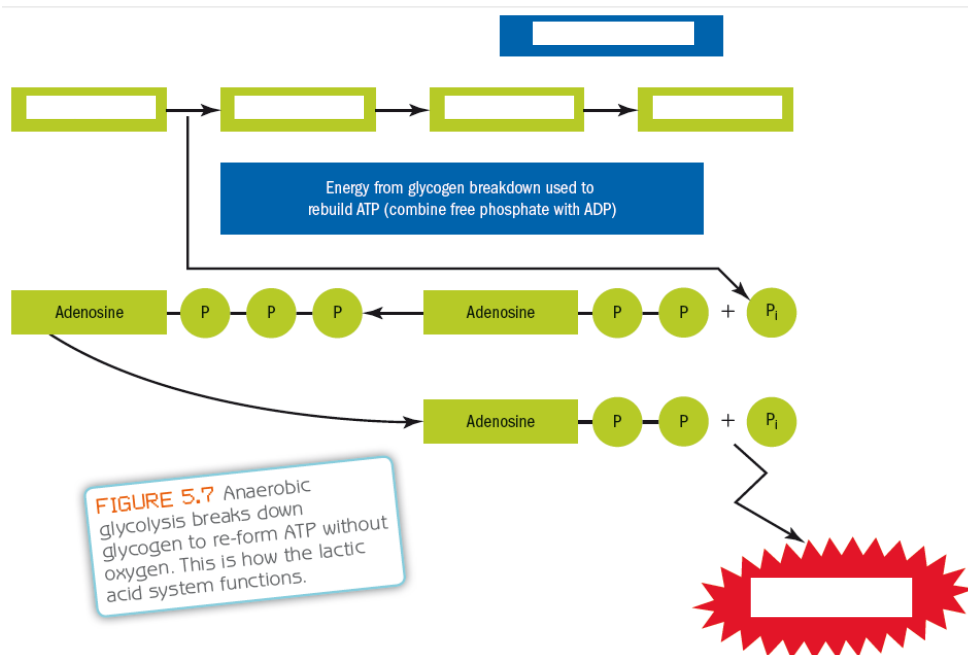 Energy from glycogen breakdown used to
rebuild ATP (combine free phosphate with ADP)
Adenosine P P P Adenosine P P + Pi
Adenosine P P + Pi
FIGURE 5.7 Anaerobic
glycolysis breaks down
glycogen to re-form ATP without
oxygen. This is how the lactic
acid system functions.